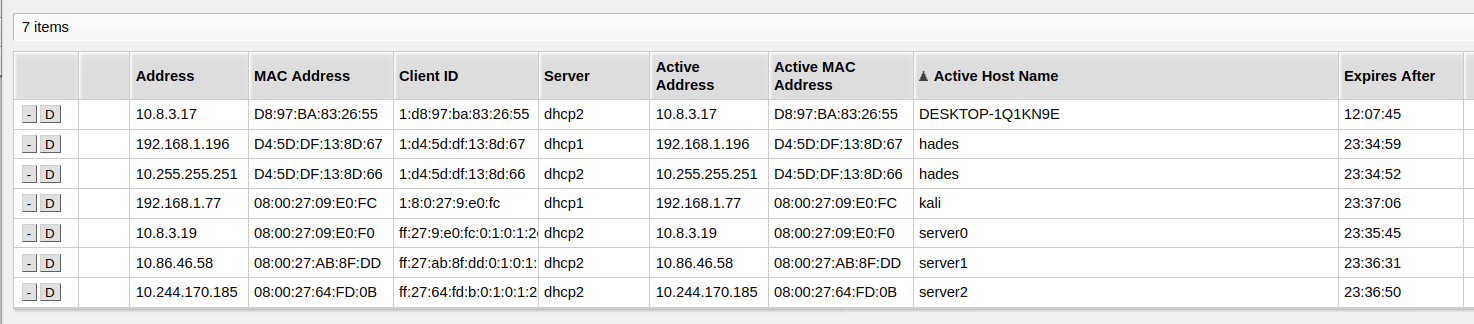 7 items
Address MAC Address Client ID Server Active Address Active MAC Address Active Host Name Expires After
- D 10.8.3.17 D8:97:BA:83:26:55 1:d8:97:ba:83:26:55 dhcp2 10.8.3.17 D8:97:BA:83:26:55 DESKTOP-1Q1KN9E 12:07:45
- D 192.168.1.196 D4:5D:DF:13:8D:67 1:d4:5d:df:13:8d:67 dhcp1 192.168.1.196 D4:5D:DF:13:8D:67 hades 23:34:59
- D 10.255.255.251 D4:5D:DF:13:8D:66 1:d4:5d:df:13:8d:66 dhcp2 10.255.255.251 D4:5D:DF:13:8D:66 hades 23:34:52
- D 192.168.1.77 08:00:27:09:E0:FC 1:8:0:27:9:e0:fc dhcp1 192.168.1.77 08:00:27:09:E0:FC kali 23:37:06
- D 10.8.3.19 08:00:27:09:E0:F0 ff:27:9:e0:fc:0:1:0:1:2 dhcp2 10.8.3.19 08:00:27:09:E0:F0 server0 23:35:45
- D 10.86.46.58 08:00:27:AB:8F:DD ff:27:ab:8f:dd:0:1:0:1: dhcp2 10.86.46.58 08:00:27:AB:8F:DD server1 23:36:31
- D 10.244.170.185 08:00:27:64:FD:0B ff:27:64:fd:b:0:1:0:1:2 dhcp2 10.244.170.185 08:00:27:64:FD:0B server2 23:36:50